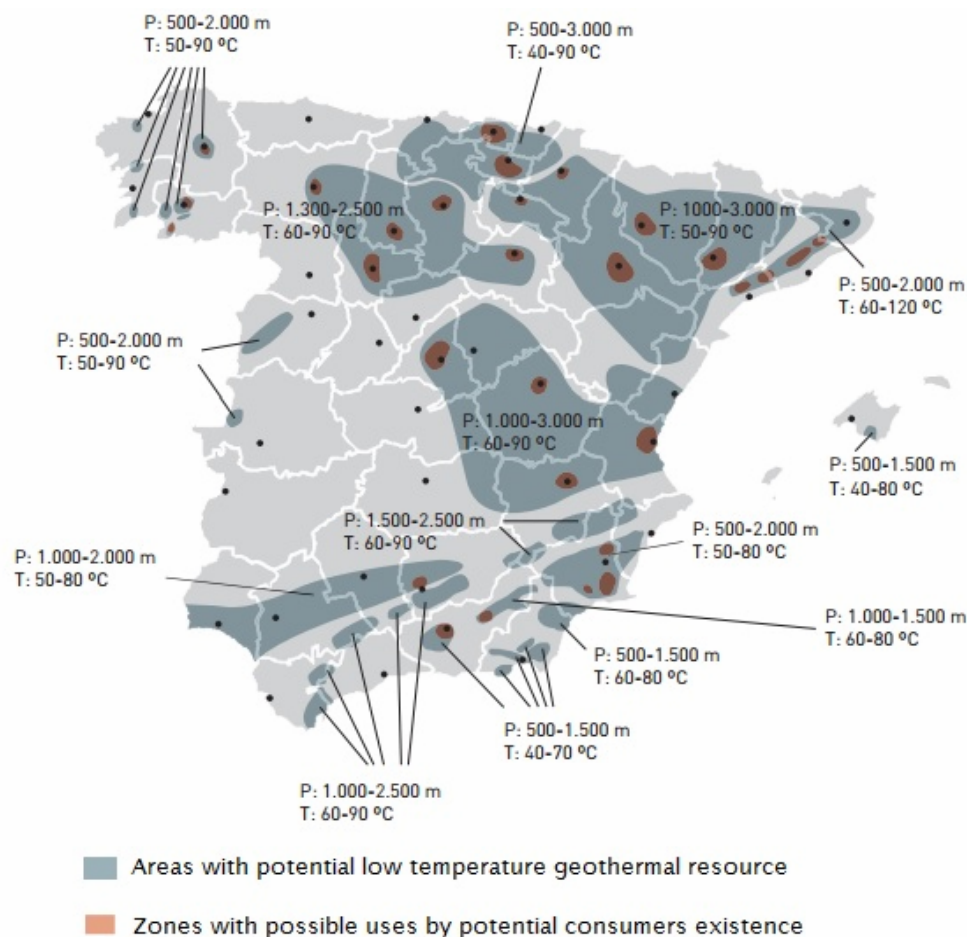 P: 500-2.000 m
T: 50-90 ºC
P: 500-3.000 m
T: 40-90 ºC
P: 1.300-2.500 m
T: 60-90 ºC
P: 1000-3.000 m
T: 50-90 ºC
P: 500-2.000 m
T: 60-120 ºC
P: 500-2.000 m
T: 50-90 ºC
P: 1.000-3.000 m
T: 60-90 ºC
P: 500-1.500 m
T: 40-80 ºC
P: 1.500-2.500 m
T: 60-90 ºC
P: 500-2.000 m
T: 50-80 ºC
P: 1.000-2.000 m
T: 50-80 ºC
P: 1.000-1.500 m
T: 60-80 ºC
P: 500-1.500 m
T: 60-80 ºC
P: 500-1.500 m
T: 40-70 ºC
P: 1.000-2.500 m
T: 60-90 ºC
Areas with potential low temperature geothermal resource
Zones with possible uses by potential consumers existence